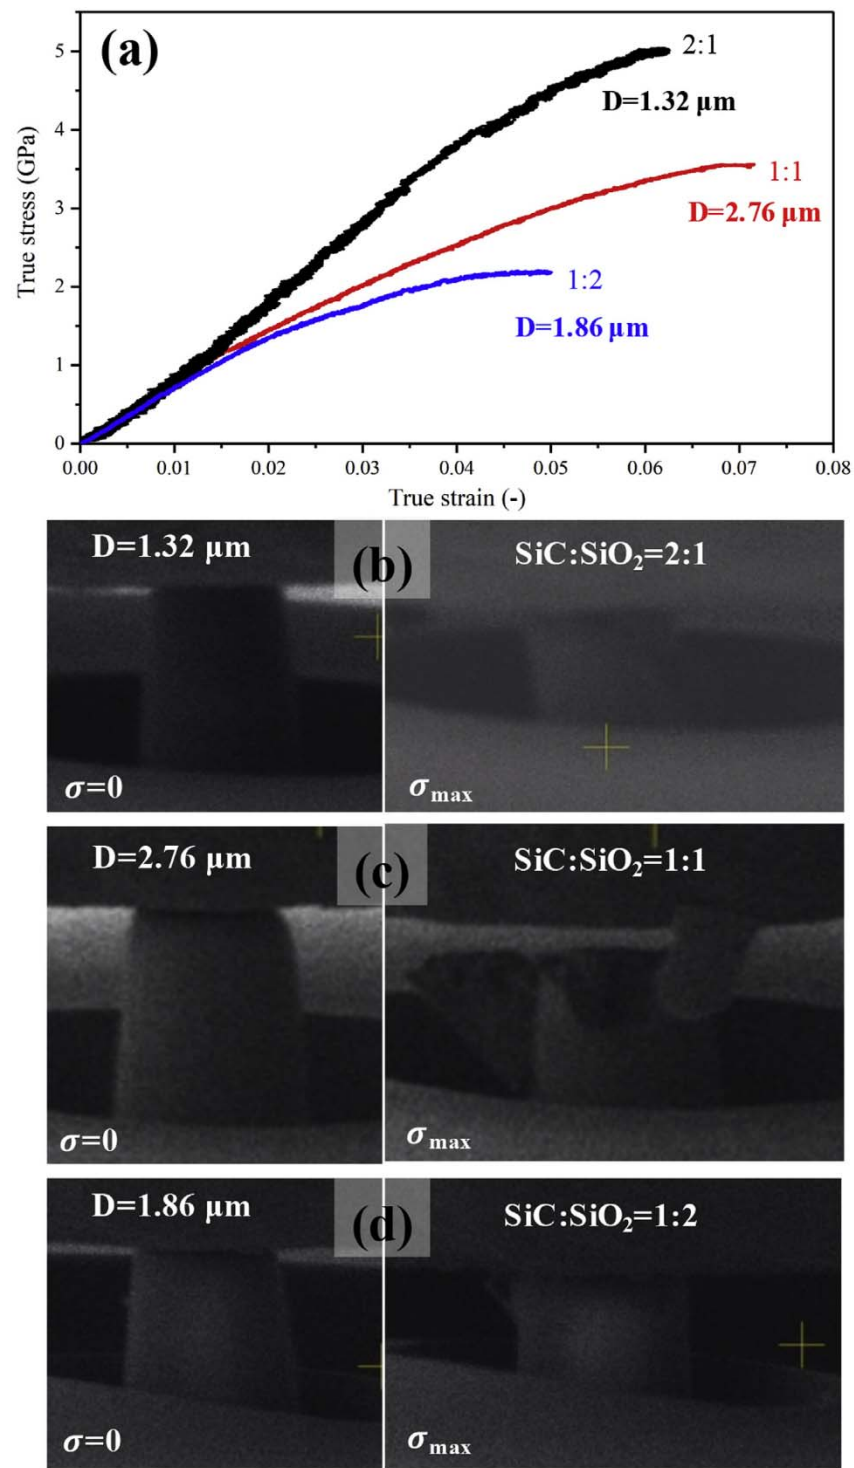 (a)
2:1
D=1.32 μm
1:1
D=2.76 μm
1:2
D=1.86 μm
True stress (GPa)
5
4
3
2
1
0
0.00 0.01 0.02 0.03 0.04 0.05 0.06 0.07 0.08
True strain (-)
D=1.32 μm
(b)
SiC:SiO₂=2:1
σ=0
σmax
D=2.76 μm
(c)
SiC:SiO₂=1:1
σ=0
σmax
D=1.86 μm
(d)
SiC:SiO₂=1:2
σ=0
σmax